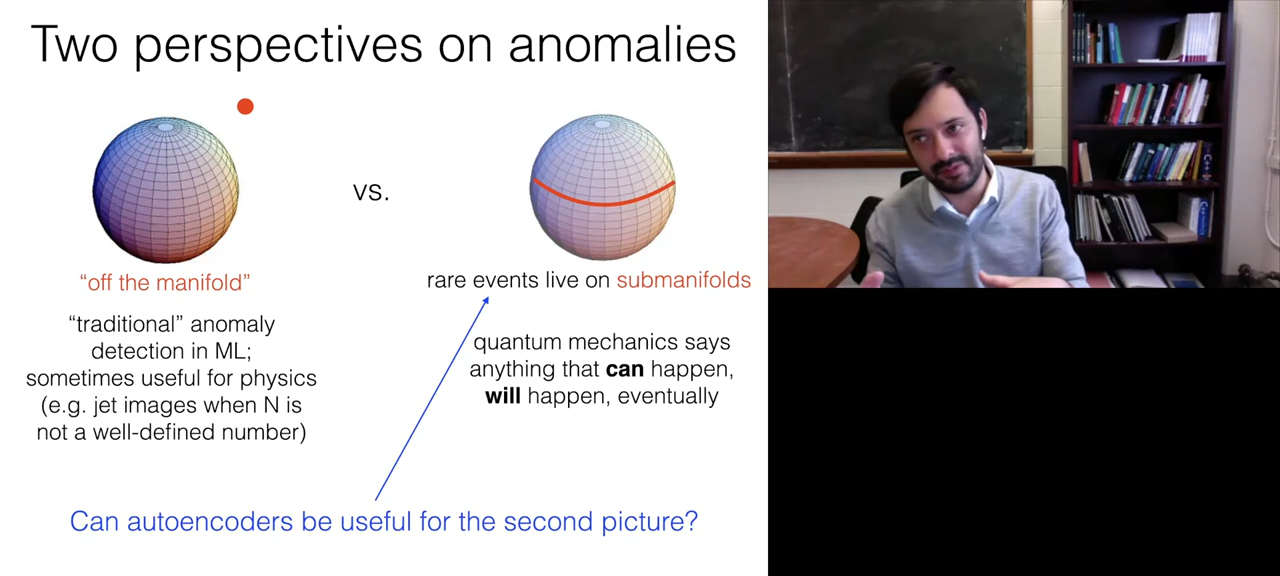 Two perspectives on anomalies
vs.
“off the manifold”
“traditional” anomaly
detection in ML;
sometimes useful for physics
(e.g. jet images when N is
not a well-defined number)
rare events live on submanifolds
quantum mechanics says
anything that can happen,
will happen, eventually
Can autoencoders be useful for the second picture?